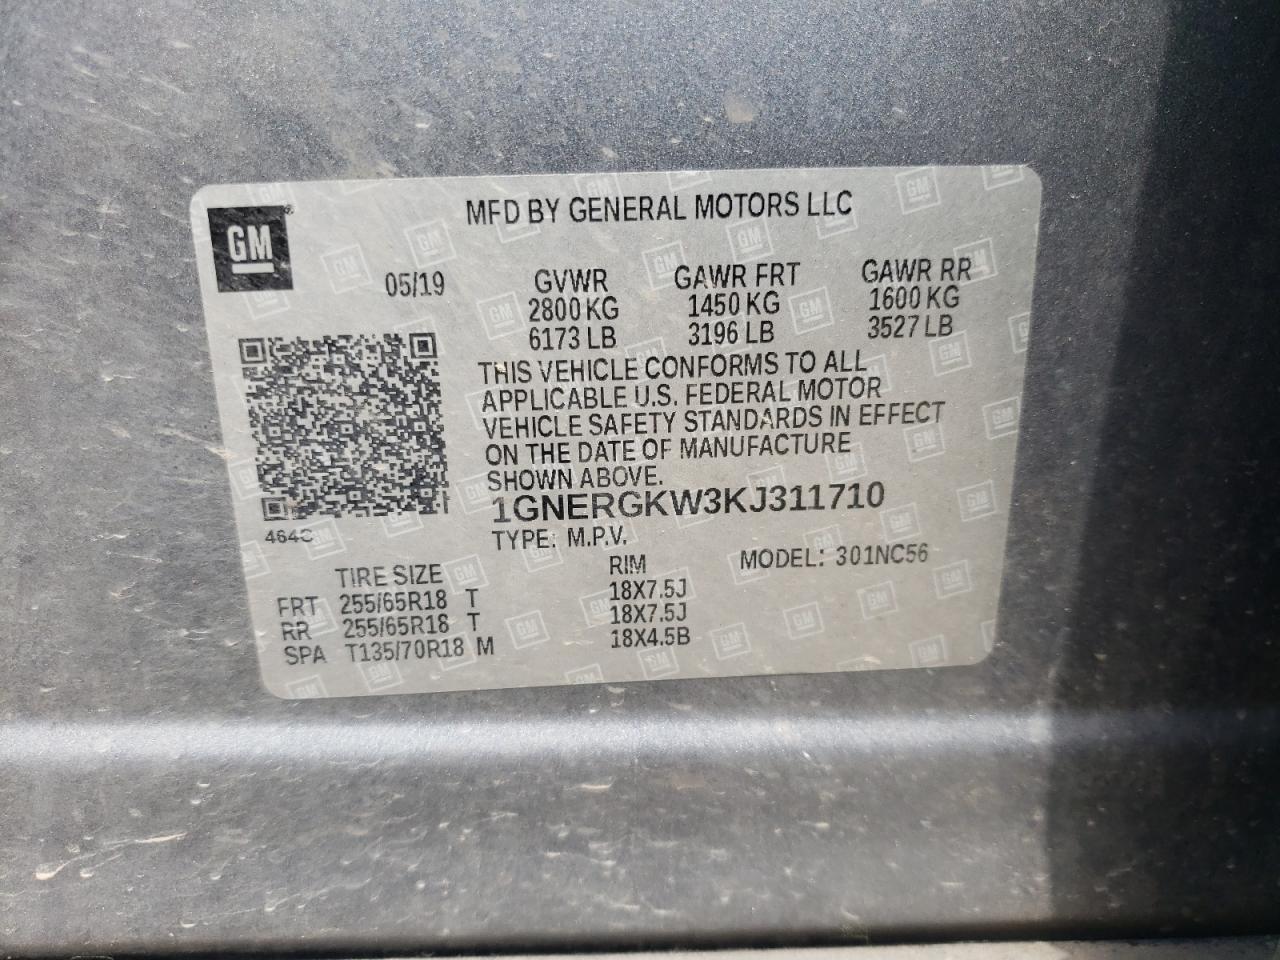 GM
MFD BY GENERAL MOTORS LLC
05/19
GVWR GAWR FRT GAWR RR
2800 KG 1450 KG 1600 KG
6173 LB 3196 LB 3527 LB
THIS VEHICLE CONFORMS TO ALL
APPLICABLE U.S. FEDERAL MOTOR
VEHICLE SAFETY STANDARDS IN EFFECT
ON THE DATE OF MANUFACTURE
SHOWN ABOVE.
1GNERGKW3KJ311710
464C
TYPE: M.P.V. MODEL: 301NC56
TIRE SIZE RIM
FRT 255/65R18 T 18X7.5J
RR 255/65R18 T 18X7.5J
SPA T135/70R18 M 18X4.5B